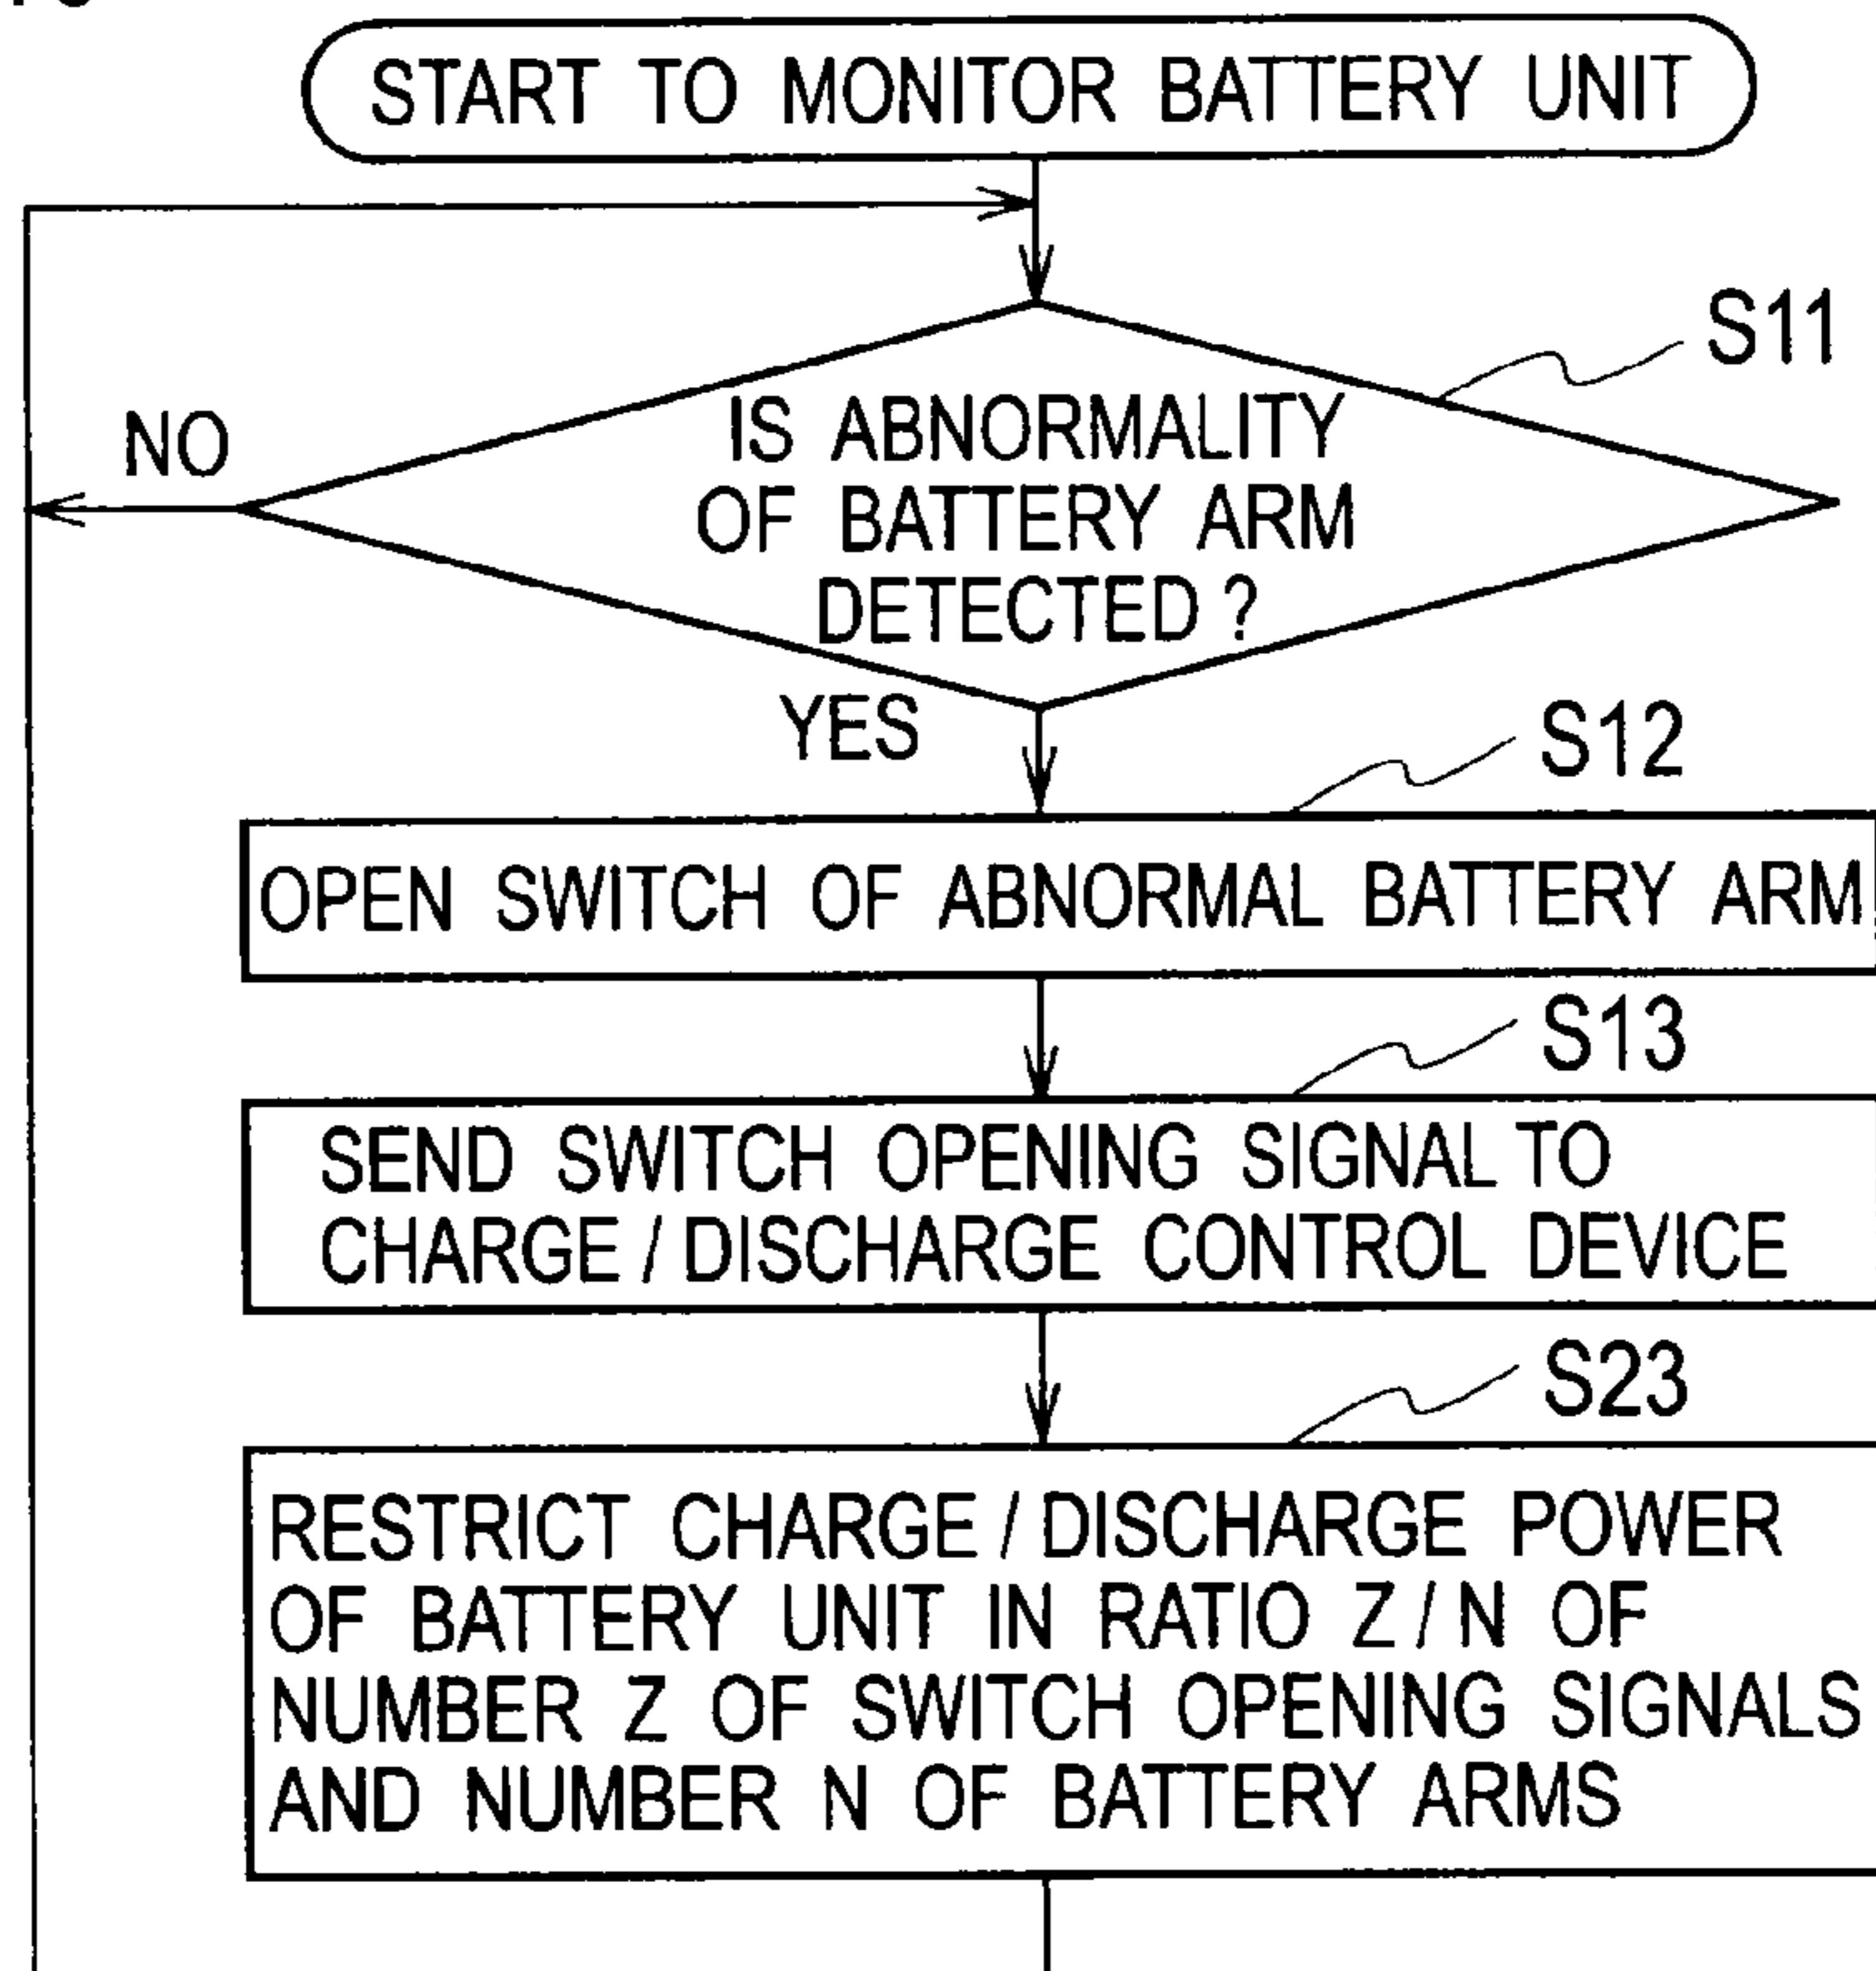 START TO MONITOR BATTERY UNIT
S11
IS ABNORMALITY
OF BATTERY ARM
DETECTED ?
NO
YES
S12
OPEN SWITCH OF ABNORMAL BATTERY ARM
S13
SEND SWITCH OPENING SIGNAL TO
CHARGE / DISCHARGE CONTROL DEVICE
S23
RESTRICT CHARGE / DISCHARGE POWER
OF BATTERY UNIT IN RATIO Z / N OF
NUMBER Z OF SWITCH OPENING SIGNALS
AND NUMBER N OF BATTERY ARMS